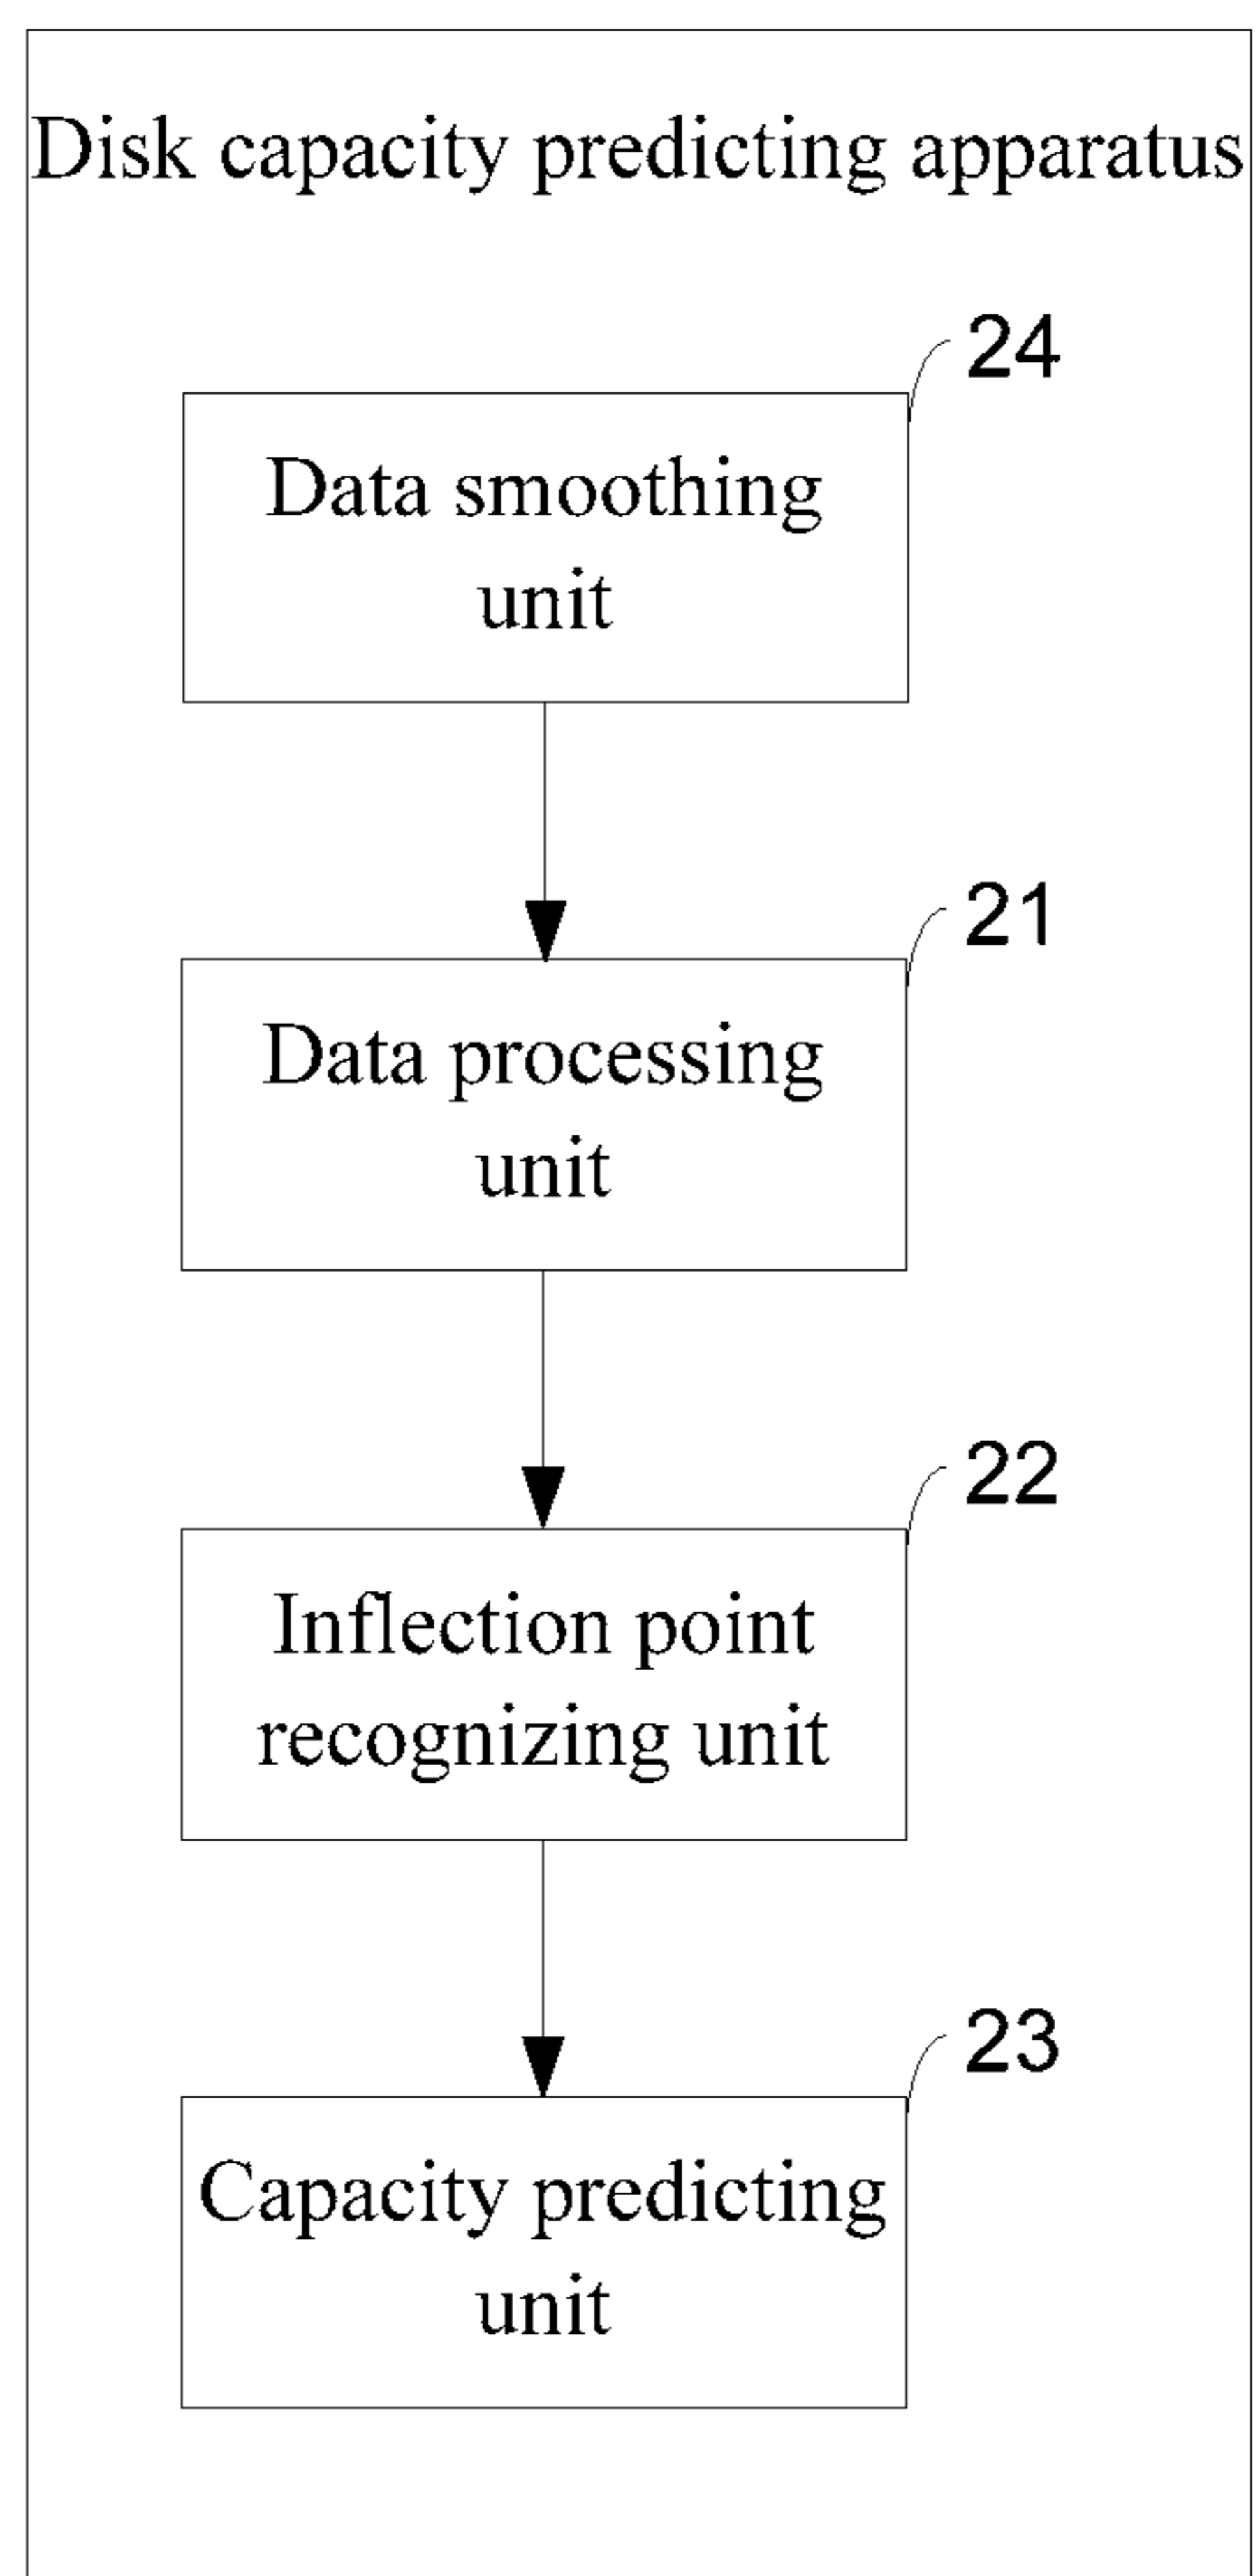 Disk capacity predicting apparatus
24
Data smoothing
unit
21
Data processing
unit
22
Inflection point
recognizing unit
23
Capacity predicting
unit